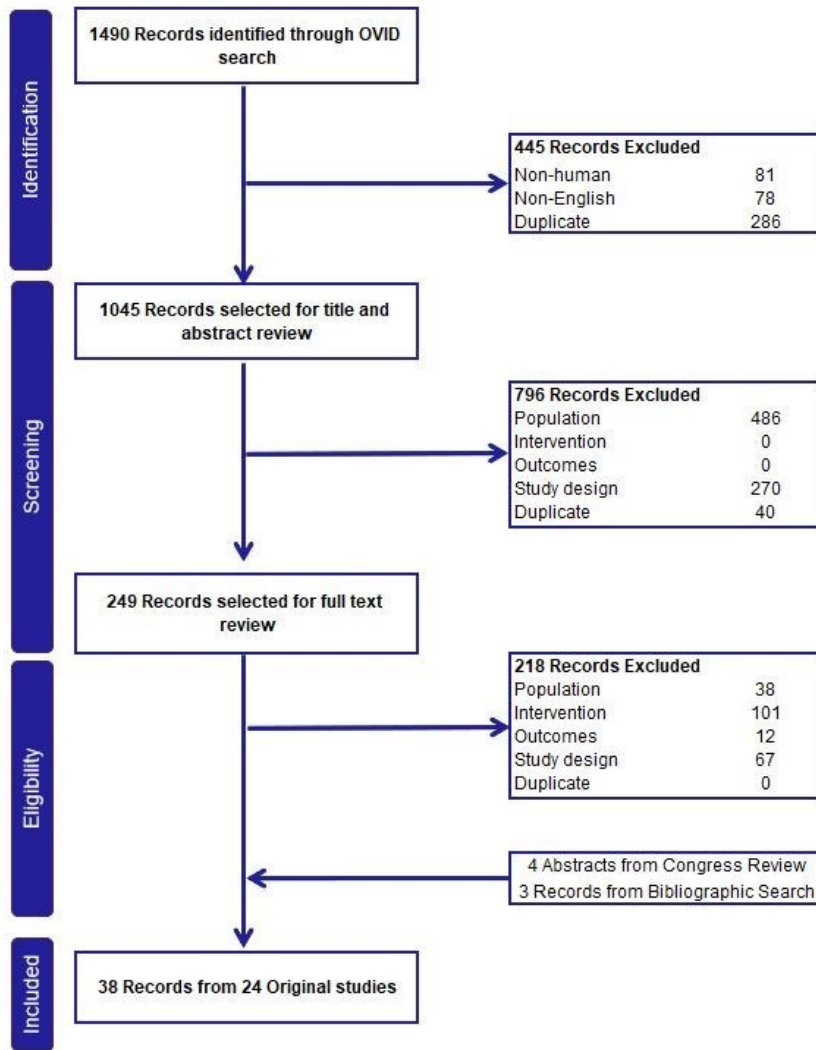 Identification
1490 Records identified through OVID
search
445 Records Excluded
Non-human 81
Non-English 78
Duplicate 286
Screening
1045 Records selected for title and
abstract review
796 Records Excluded
Population 486
Intervention 0
Outcomes 0
Study design 270
Duplicate 40
249 Records selected for full text
review
Eligibility
218 Records Excluded
Population 38
Intervention 101
Outcomes 12
Study design 67
Duplicate 0
4 Abstracts from Congress Review
3 Records from Bibliographic Search
Included
38 Records from 24 Original studies